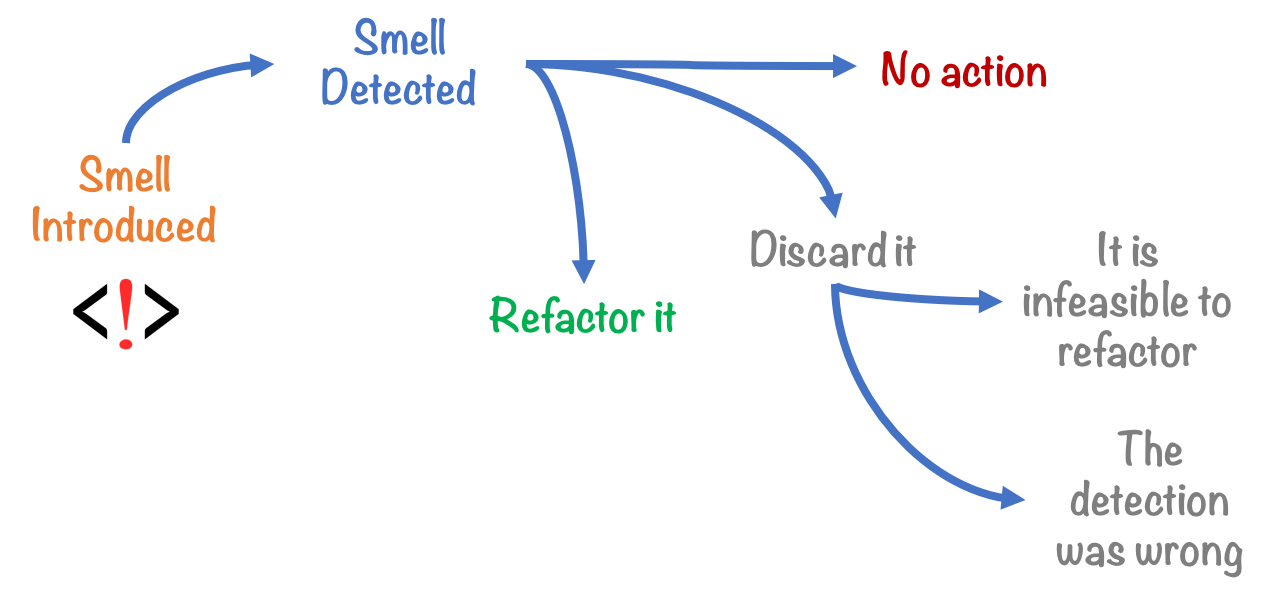 Smell
Detected
No action
Smell
Introduced
<!>
Discard it
It is
infeasible to
refactor
Refactor it
The
detection
was wrong